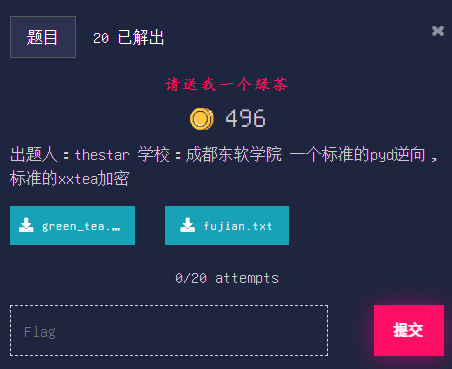 题目 20 已解出
请送我一个绿茶
496
出题人：thestar 学校：成都东软学院 一个标准的pyd逆向，
标准的xxtea加密
green_tea.… fujian.txt
0/20 attempts
Flag 提交